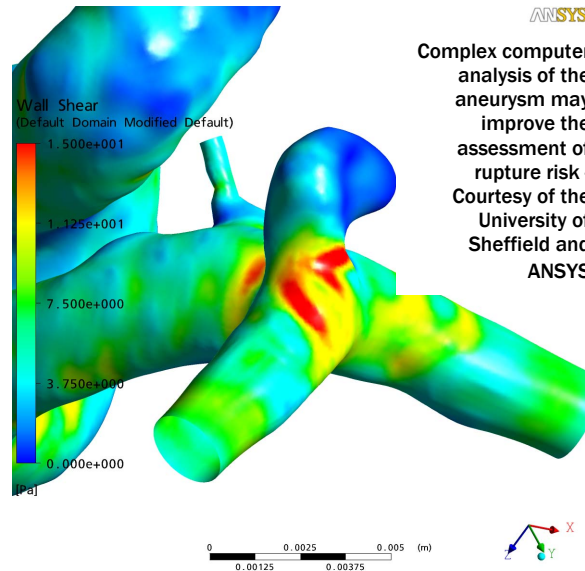 ANSYS
Complex computer
analysis of the
aneurysm may
improve the
assessment of
rupture risk
Courtesy of the
University of
Sheffield and
ANSYS
Wall Shear
(Default Domain Modified Default)
1.500e+001
1.125e+001
7.500e+000
3.750e+000
0.000e+000
[Pa]
0 0.0025 0.005 (m)
0.00125 0.00375
X
Y
Z